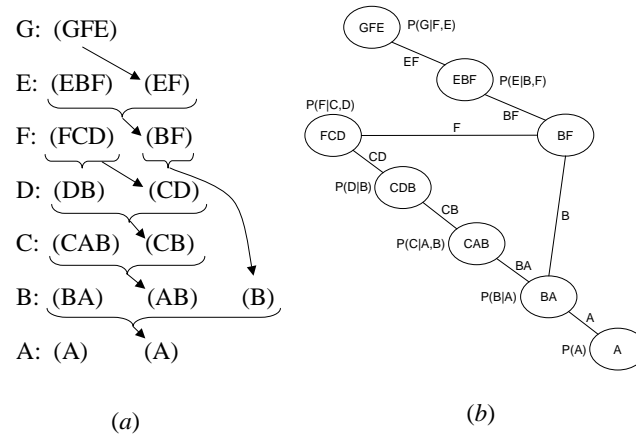 G: (GFE)
E: (EBF) (EF)
F: (FCD) (BF)
D: (DB) (CD)
C: (CAB) (CB)
B: (BA) (AB) (B)
A: (A) (A)
(a)
GFE P(G|F,E)
EF
EBF P(E|B,F)
BF
P(F|C,D)
FCD F BF
CD
P(D|B) CDB
CB
B
P(C|A,B) CAB
BA
P(B|A) BA
A
P(A) A
(b)